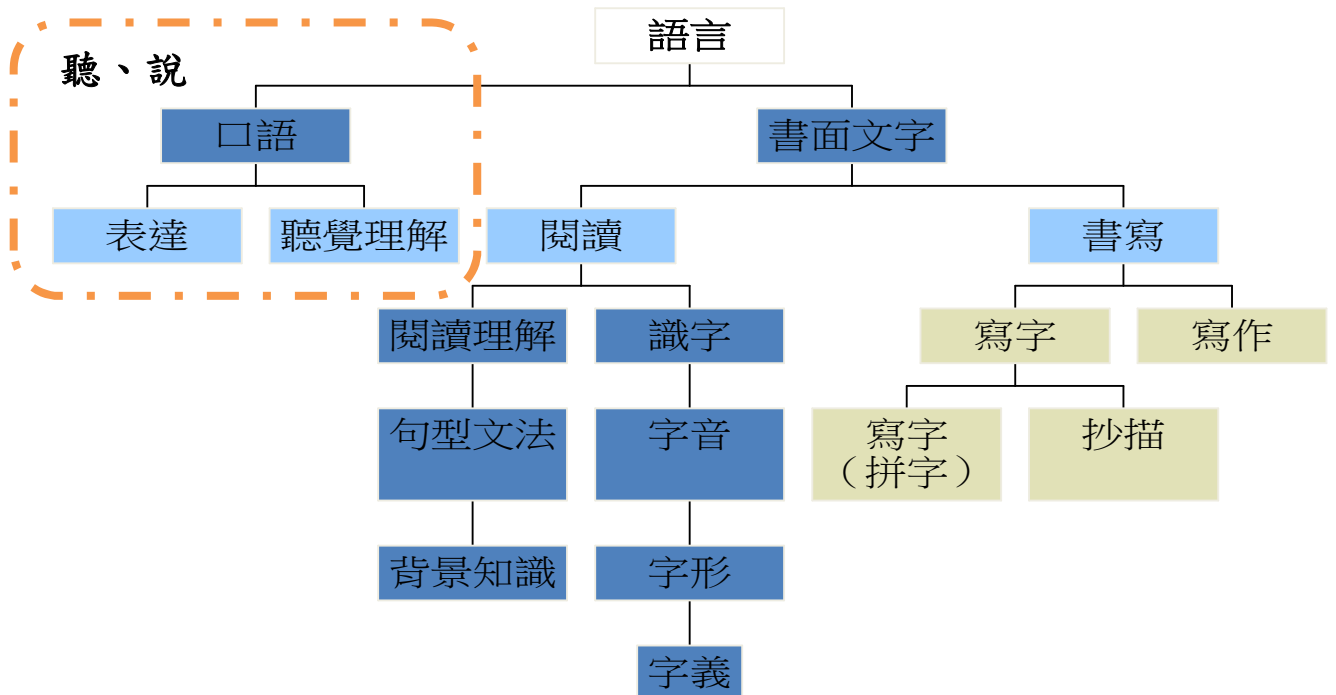 語言
聽、說
口語
書面文字
表達
聽覺理解
閱讀
書寫
閱讀理解
識字
寫字
寫作
句型文法
字音
寫字
（拼字）
抄描
背景知識
字形
字義